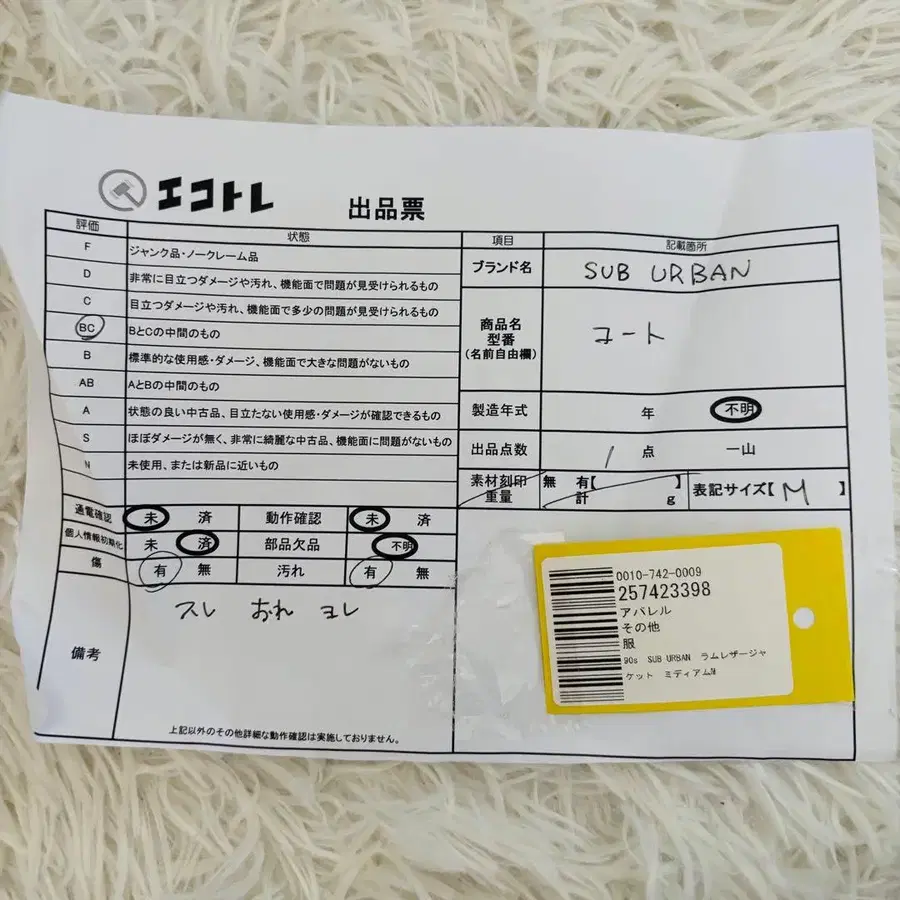 エコトレ 出品票
評価 状態
F ジャンク品・ノークレーム品
D 非常に目立つダメージや汚れ、機能面で問題が見受けられるもの
C 目立つダメージや汚れ、機能面で多少の問題が見受けられるもの
BC BとCの中間のもの
B 標準的な使用感・ダメージ、機能面で大きな問題がないもの
AB AとBの中間のもの
A 状態の良い中古品、目立たない使用感・ダメージが確認できるもの
S ほぼダメージが無く、非常に綺麗な中古品、機能面に問題がないもの
N 未使用、または新品に近いもの
通電確認 未 済 動作確認 未 済
個人情報初期化 未 済 部品欠品 不明
傷 有 無 汚れ 有 無
備考
スレ おれ ヨレ
上記以外のその他詳細な動作確認は実施しておりません。
項目 記載箇所
ブランド名 SUB URBAN
商品名
型番
(名前自由欄)
コート
製造年式 年 不明
出品点数 1 点 一山
素材刻印 無 有【 】
重量 計 g
表記サイズ【 M 】
0010-742-0009
257423398
アパレル
その他
服
90s SUB URBAN ラムレザージャ
ケット ミディアムM